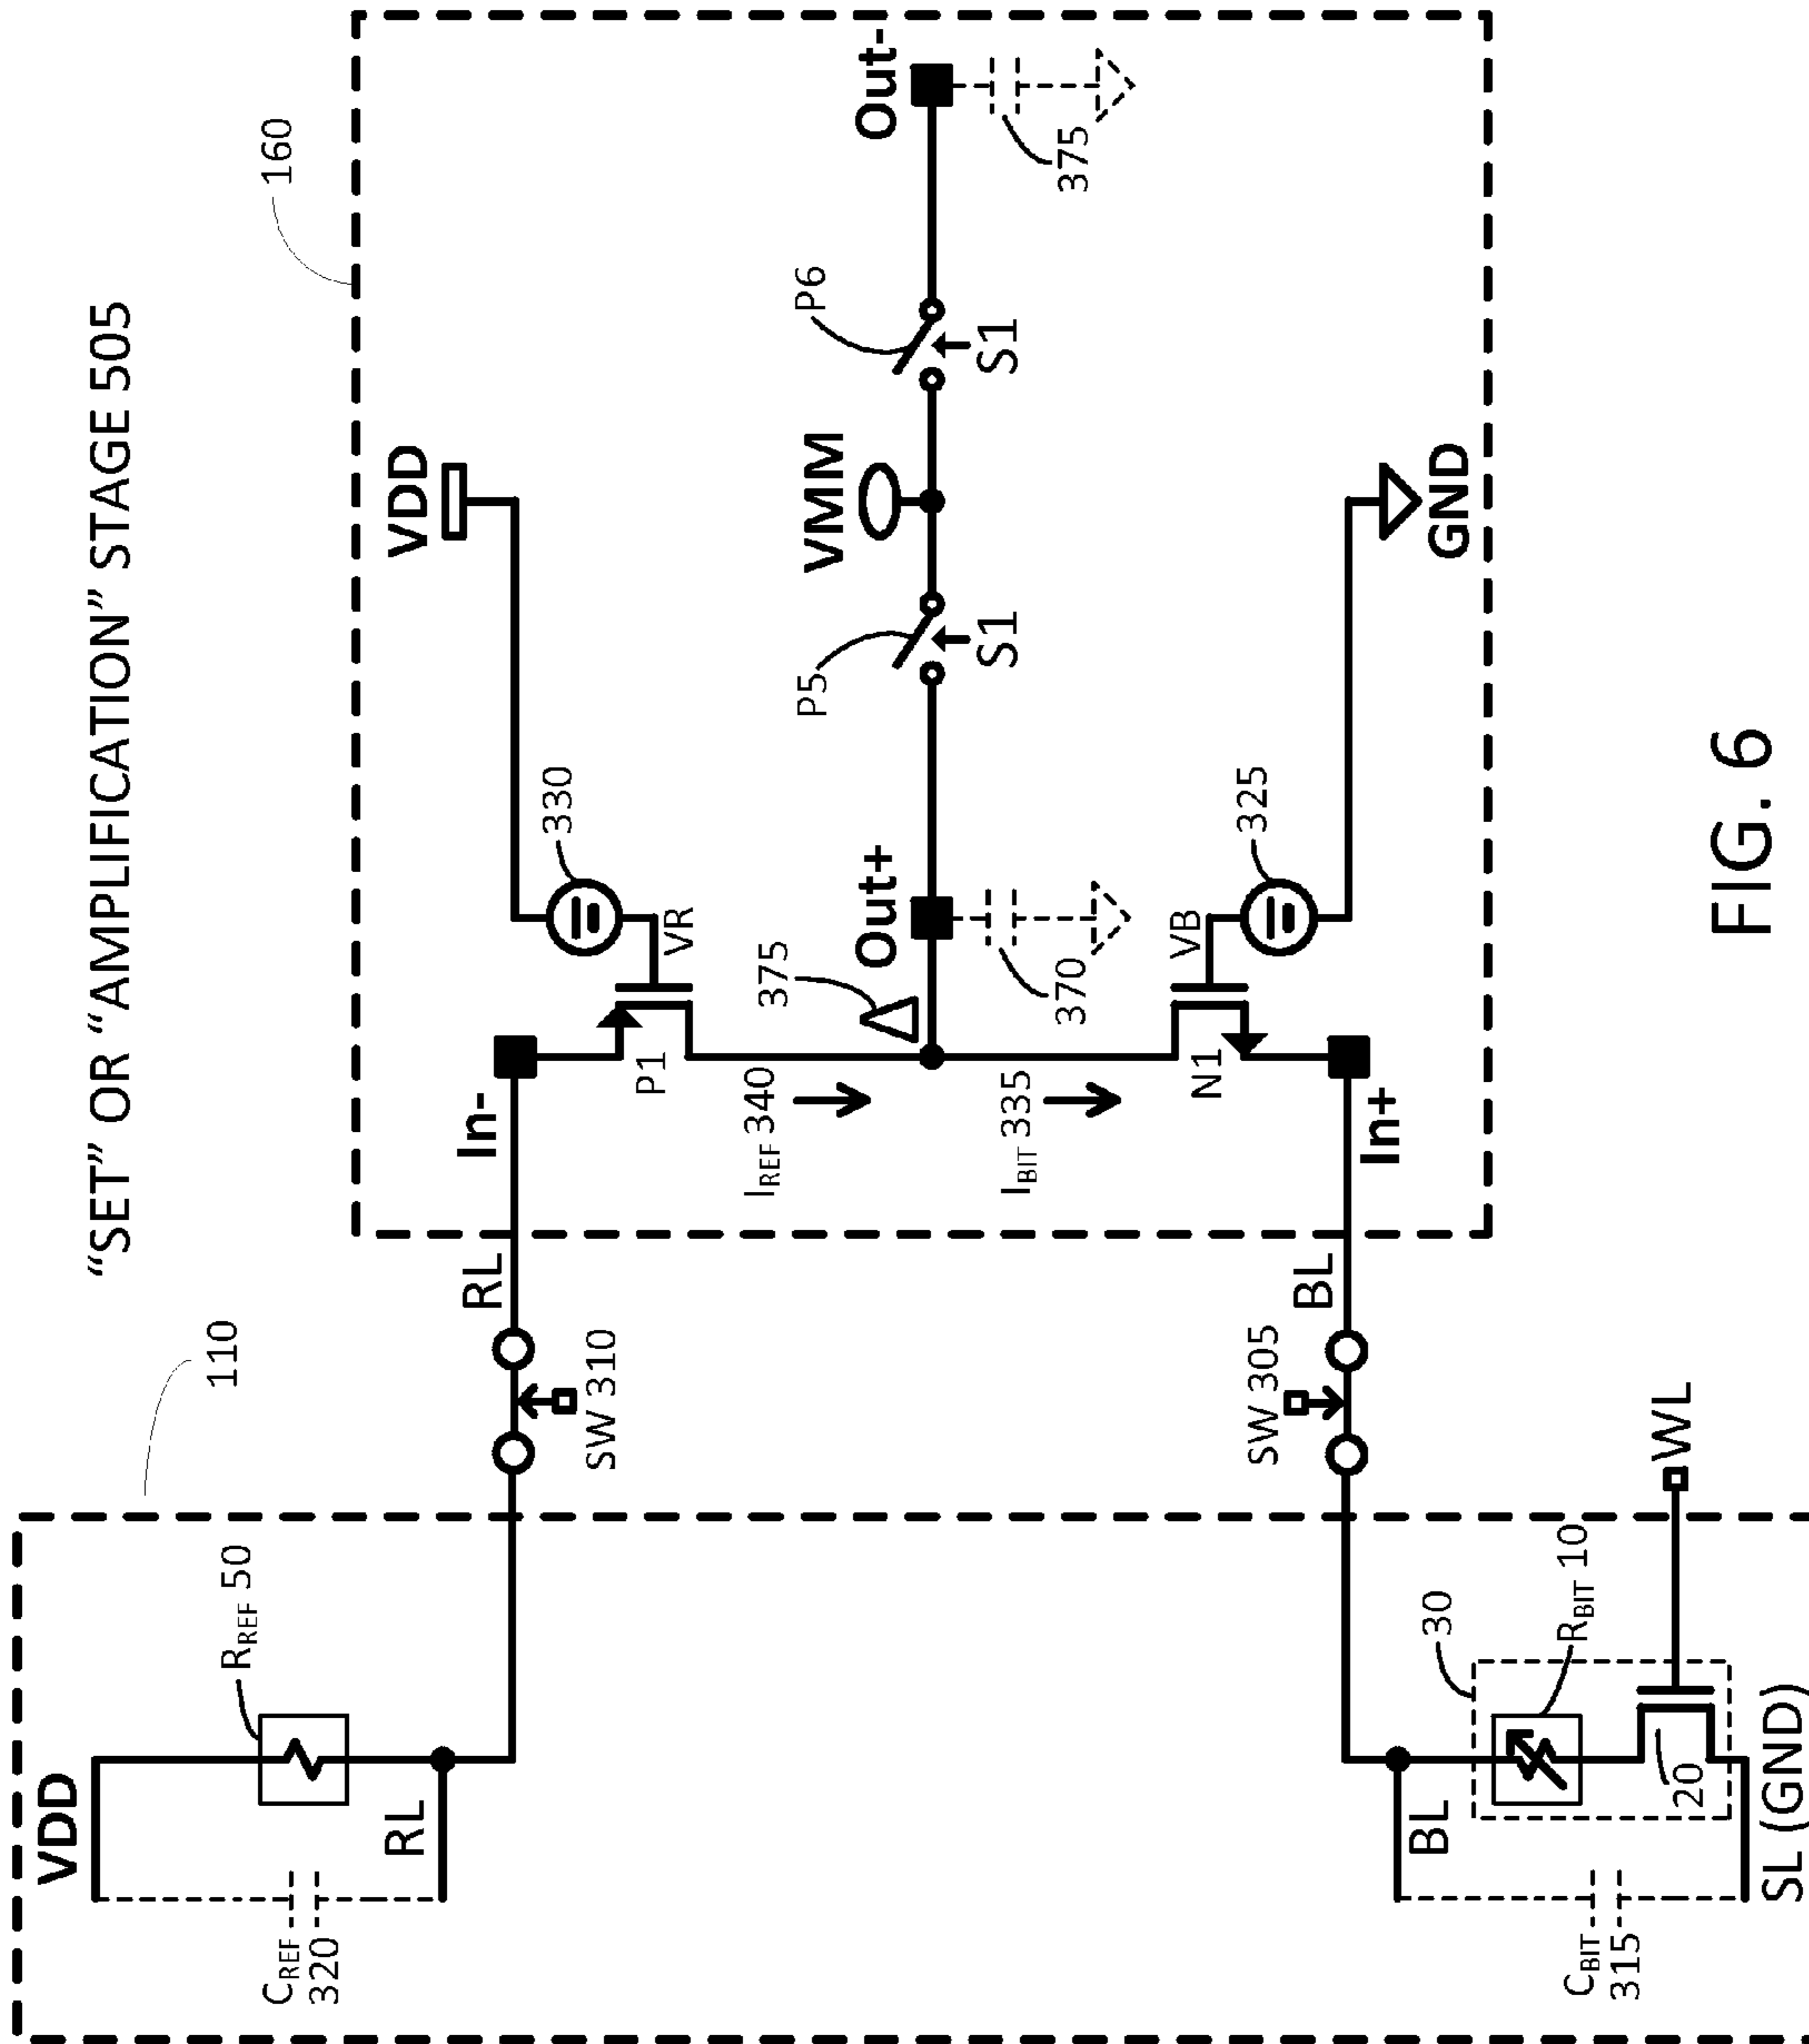 "SET" OR "AMPLIFICATION" STAGE 505
110
160
VDD
RREF 50
CREF
320
RL
SW 310
RL
In-
VDD
330
VR
P1
IREF 340
375
Out+
370
P5
S1
VMM
P6
S1
Out-
375
IBIT 335
N1
VB
325
GND
In+
BL
SW 305
BL
30
RBIT 10
WL
20
CBIT
315
SL (GND)
FIG. 6